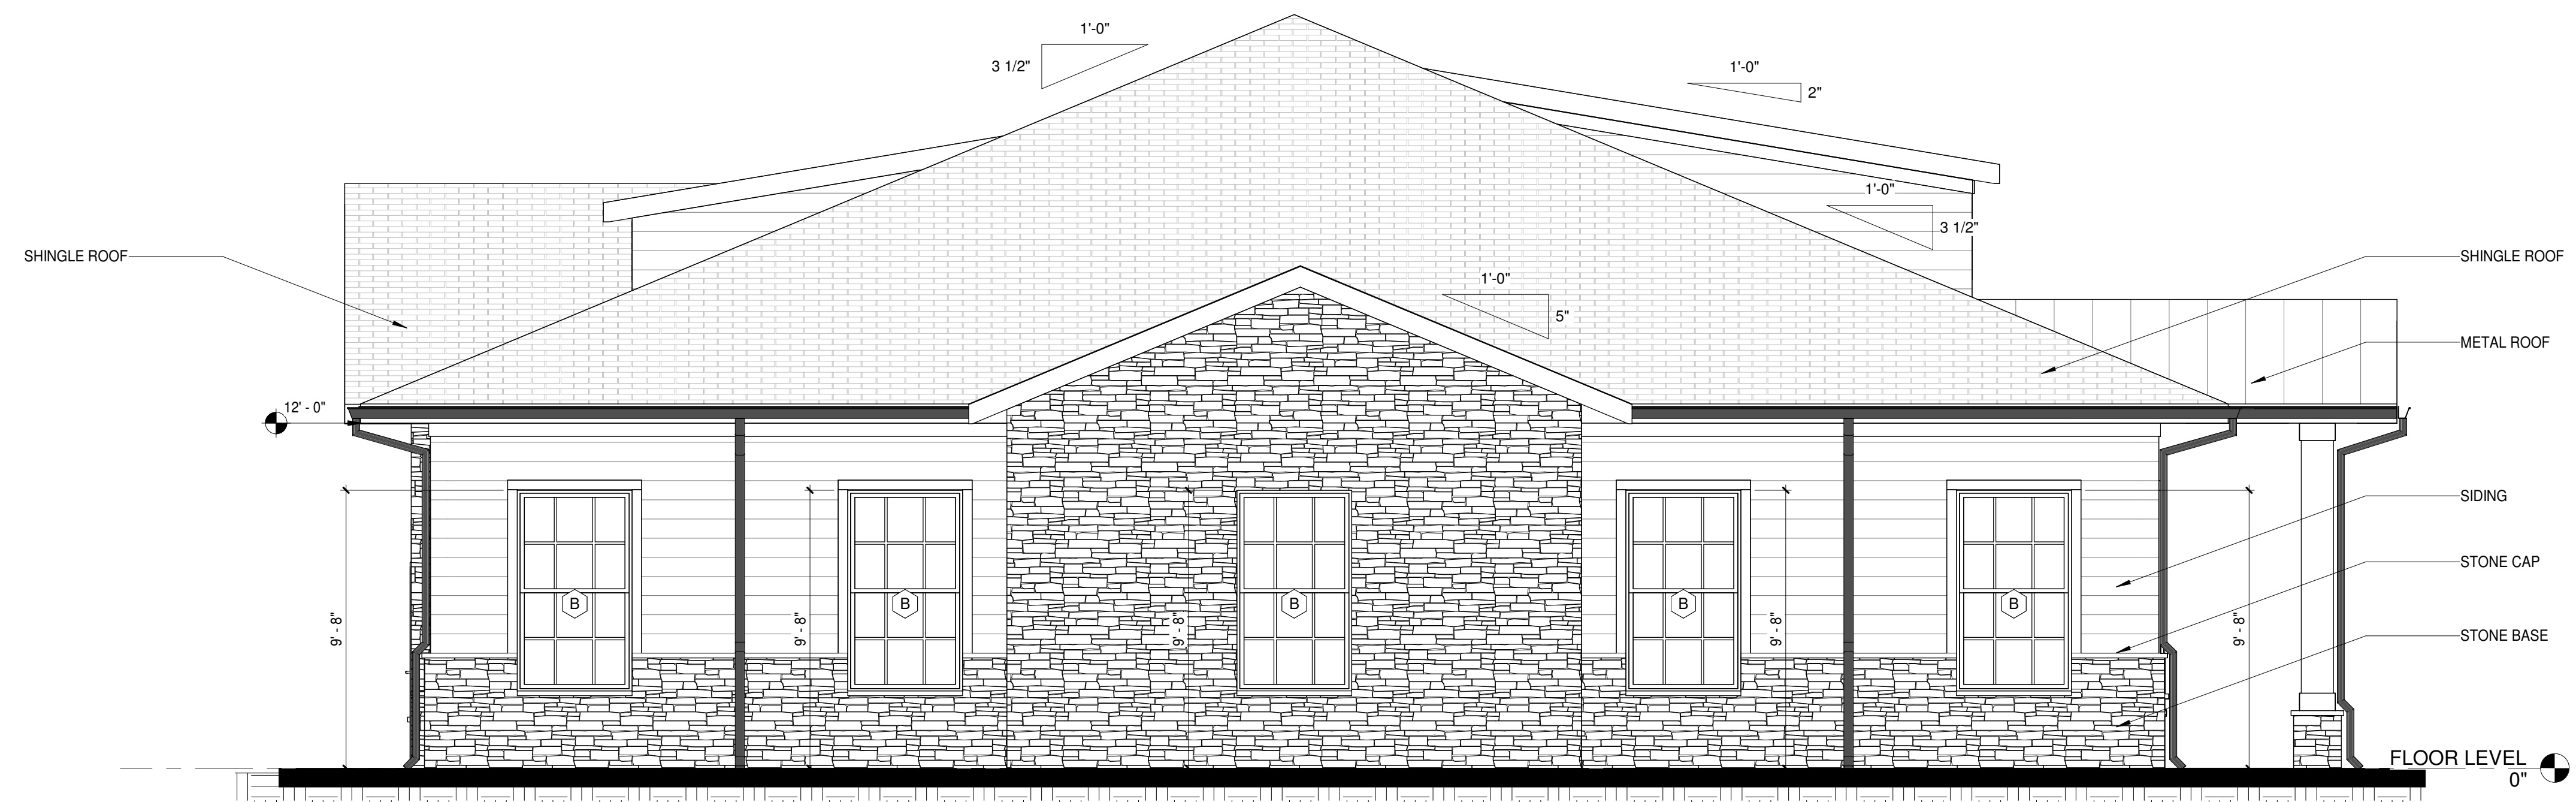 1'-0"
3 1/2"
1'-0"
2"
1'-0"
3 1/2"
SHINGLE ROOF
SHINGLE ROOF
1'-0"
5"
METAL ROOF
12' - 0"
SIDING
STONE CAP
B
B
B
B
B
9' - 8"
9' - 8"
9' - 8"
9' - 8"
9' - 8"
STONE BASE
FLOOR LEVEL
0"